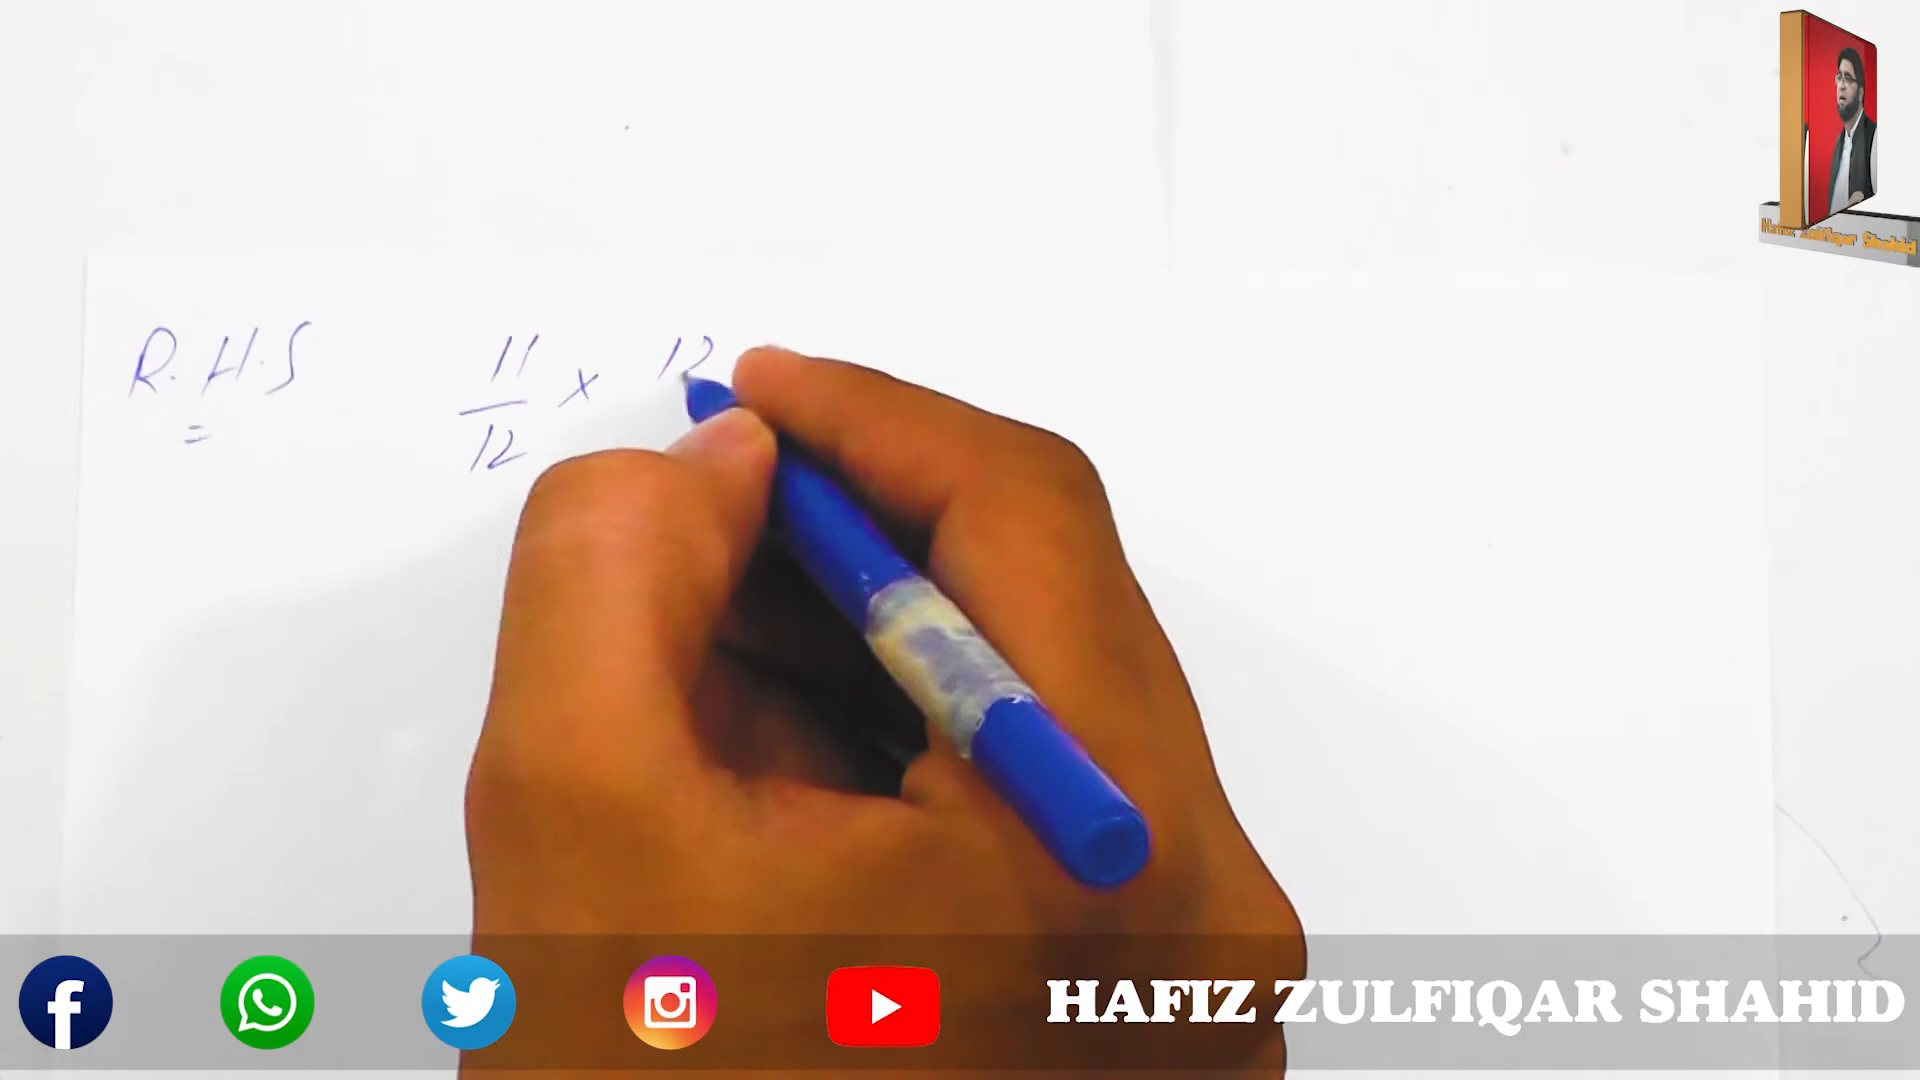 Hafiz Zulfiqar Shahid
R.H.S 11/12 × 12
=
HAFIZ ZULFIQAR SHAHID